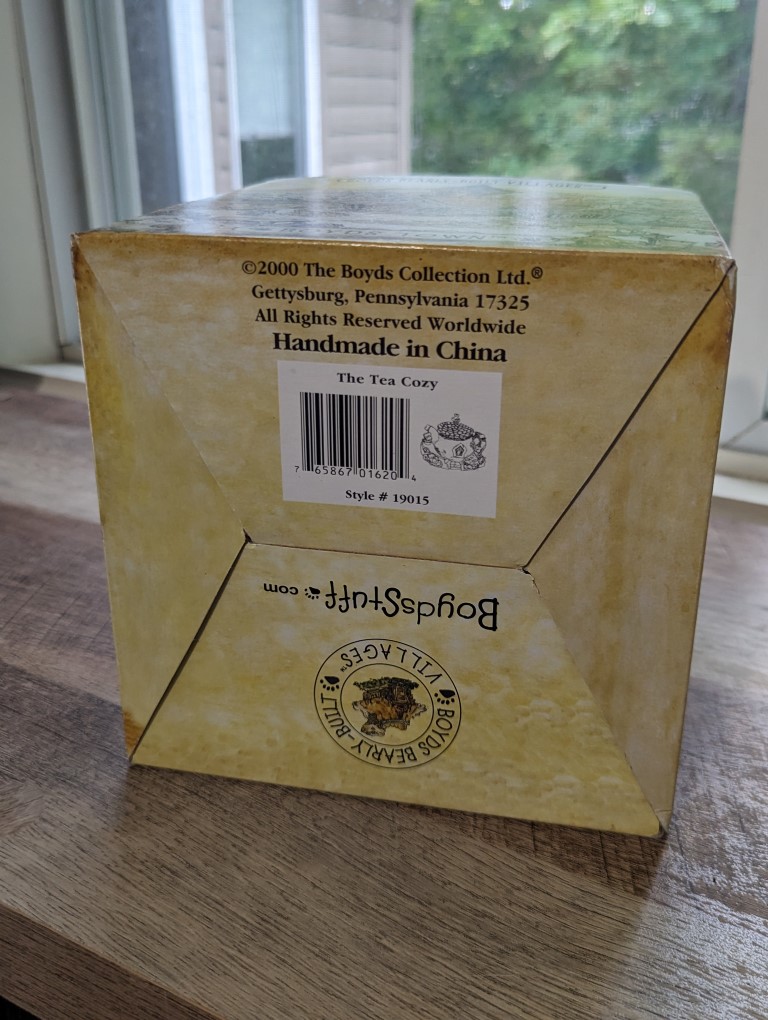 ©2000 The Boyds Collection Ltd.®
Gettysburg, Pennsylvania 17325
All Rights Reserved Worldwide
Handmade in China
The Tea Cozy
7 65867 01620 4
Style # 19015
BoydsStuff.com
BOYDS BEARLY-BUILT VILLAGES™